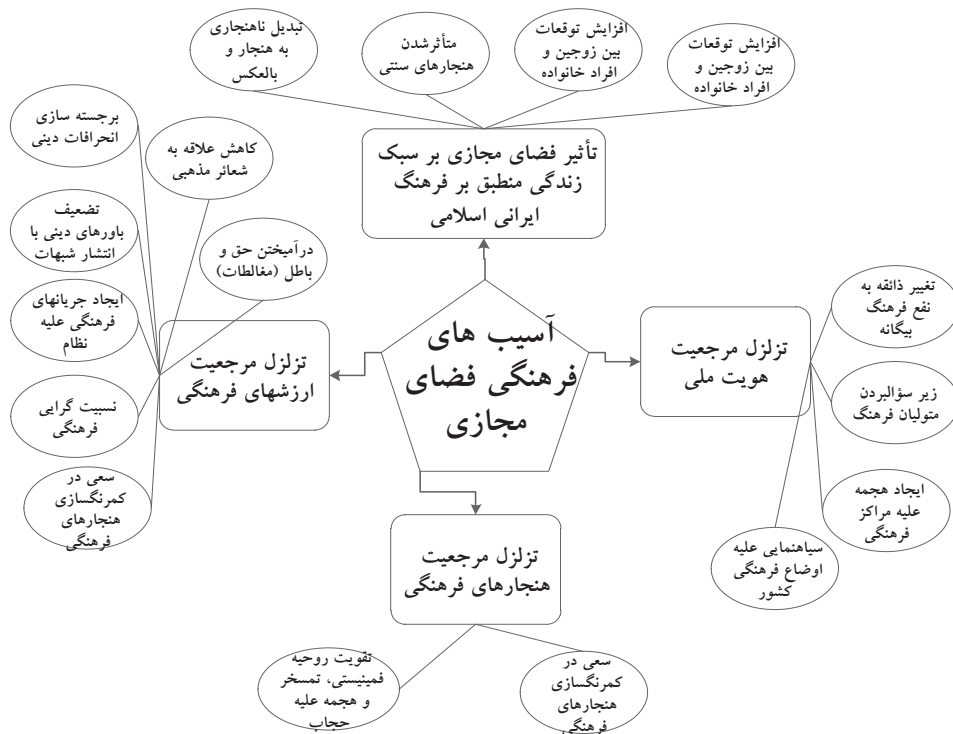 تبدیل ناهنجاری
به هنجار و
بالعکس
متأثرشدن
هنجارهای سنتی
افزایش توقعات
بین زوجین و
افراد خانواده
افزایش توقعات
بین زوجین و
افراد خانواده
تأثیر فضای مجازی بر سبک
زندگی منطبق بر فرهنگ
ایرانی اسلامی
برجسته سازی
انحرافات دینی
کاهش علاقه به
شعائر مذهبی
تضعیف
باورهای دینی با
انتشار شبهات
درآمیختن حق و
باطل (مغالطات)
ایجاد جریانهای
فرهنگی علیه
نظام
نسبیت گرایی
فرهنگی
سعی در
کمرنگسازی
هنجارهای
فرهنگی
تزلزل مرجعیت
ارزشهای فرهنگی
آسیب های
فرهنگی فضای
مجازی
تزلزل مرجعیت
هویت ملی
تغییر ذائقه به
نفع فرهنگ
بیگانه
زیر سؤالبردن
متولیان فرهنگ
ایجاد هجمه
علیه مراکز
فرهنگی
سیاهنمایی علیه
اوضاع فرهنگی
کشور
تزلزل مرجعیت
هنجارهای فرهنگی
تقویت روحیه
فمینیستی، تمسخر
و هجمه علیه
حجاب
سعی در
کمرنگسازی
هنجارهای
فرهنگی